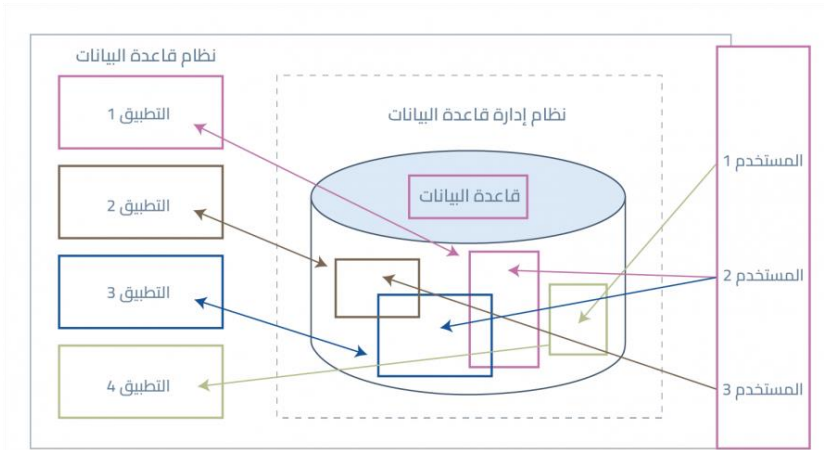 نظام قاعدة البيانات
التطبيق 1
التطبيق 2
التطبيق 3
التطبيق 4
نظام إدارة قاعدة البيانات
قاعدة البيانات
المستخدم 1
المستخدم 2
المستخدم 3